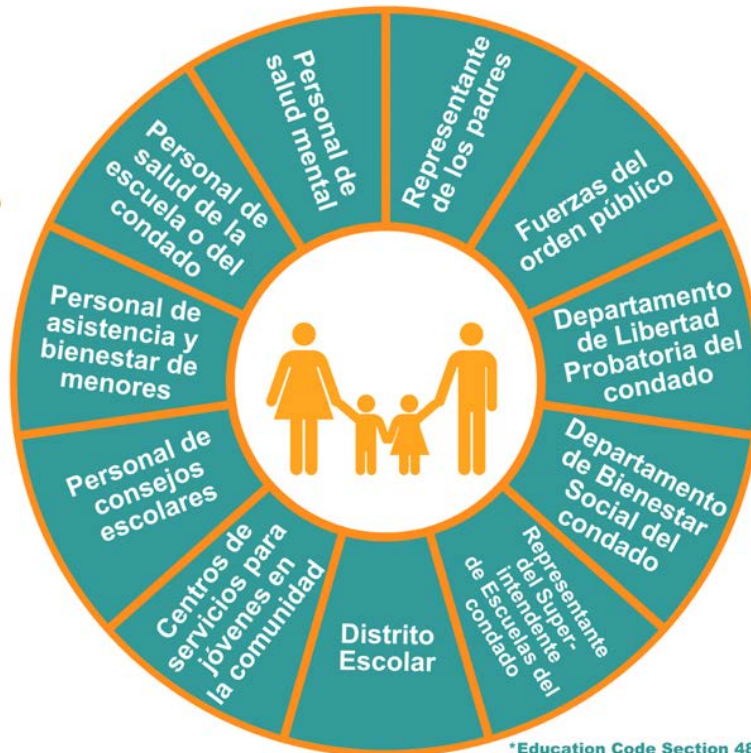 Personal de
salud mental
Representante
de los padres
Fuerzas del
orden público
Departamento
de Libertad
Probatoria del
condado
Departamento
de Bienestar
Social del
condado
Representante
del Super-
intendente
de Escuelas del
condado
Distrito
Escolar
Centros de
servicios para
jóvenes en
la comunidad
Personal de
consejos
escolares
Personal de
asistencia y
bienestar de
menores
Personal de
salud de la
escuela o del
condado
*Education Code Section 48